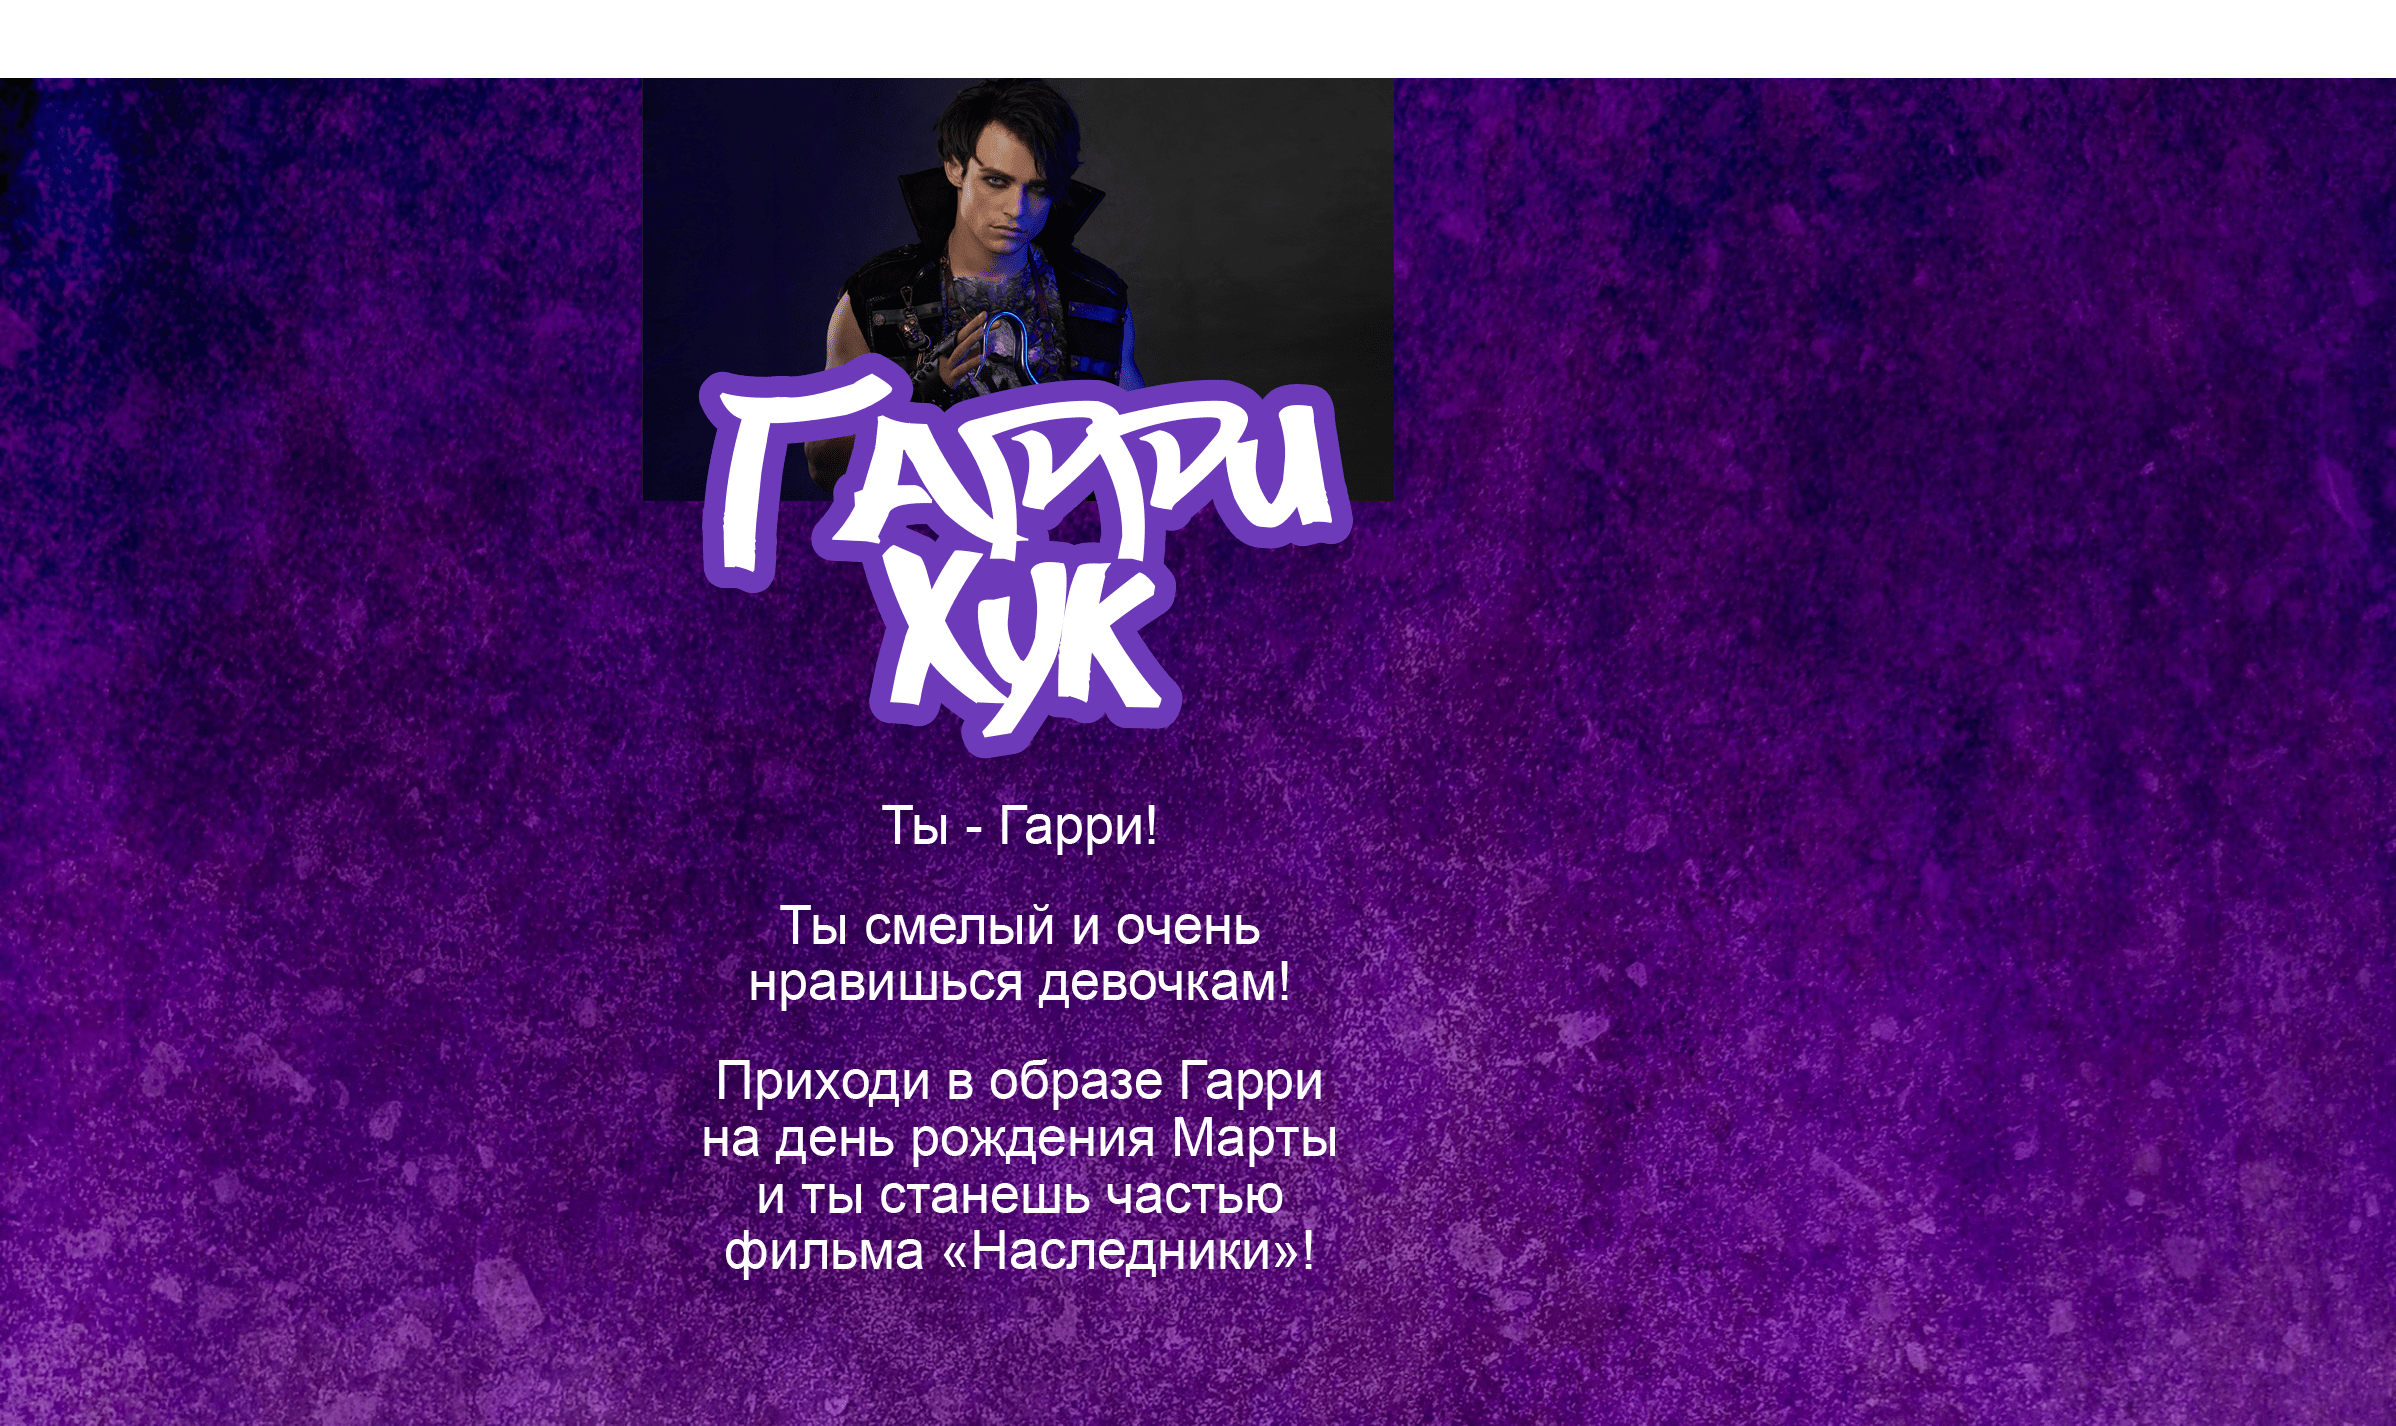 Гарри
Хук
Ты - Гарри!
Ты смелый и очень
нравишься девочкам!
Приходи в образе Гарри
на день рождения Марты
и ты станешь частью
фильма «Наследники»!